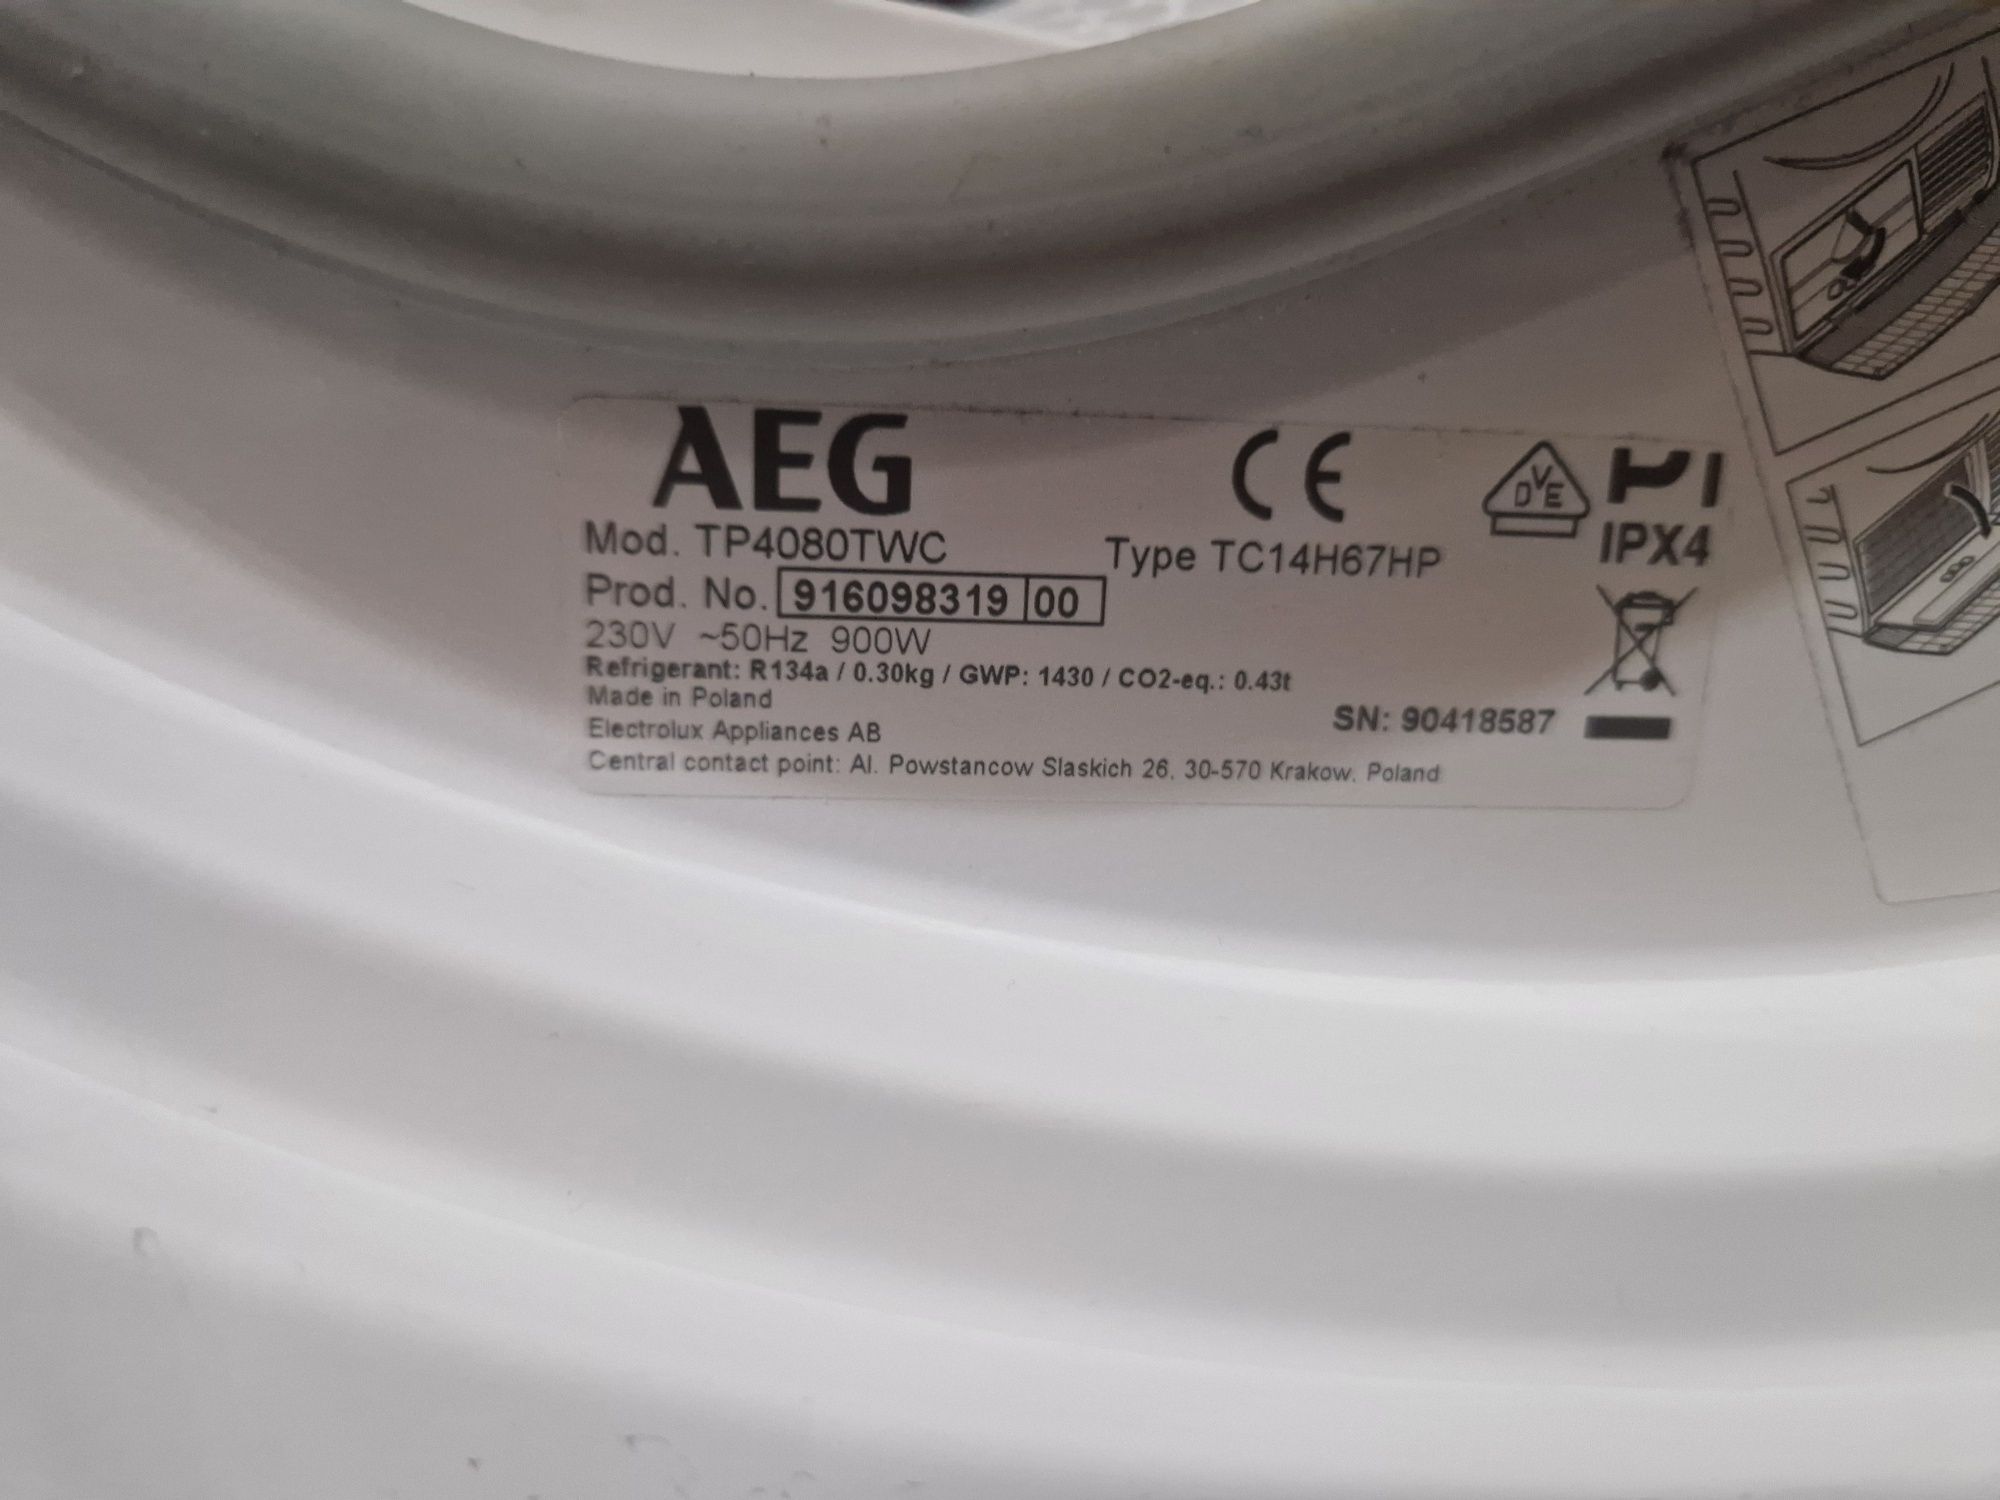 AEG
CE
DVE
IPX4
Mod. TP4080TWC
Type TC14H67HP
Prod. No. 916098319 00
230V ~50Hz 900W
Refrigerant: R134a / 0.30kg / GWP: 1430 / CO2-eq.: 0.43t
Made in Poland
Electrolux Appliances AB
SN: 90418587
Central contact point: Al. Powstancow Slaskich 26, 30-570 Krakow, Poland